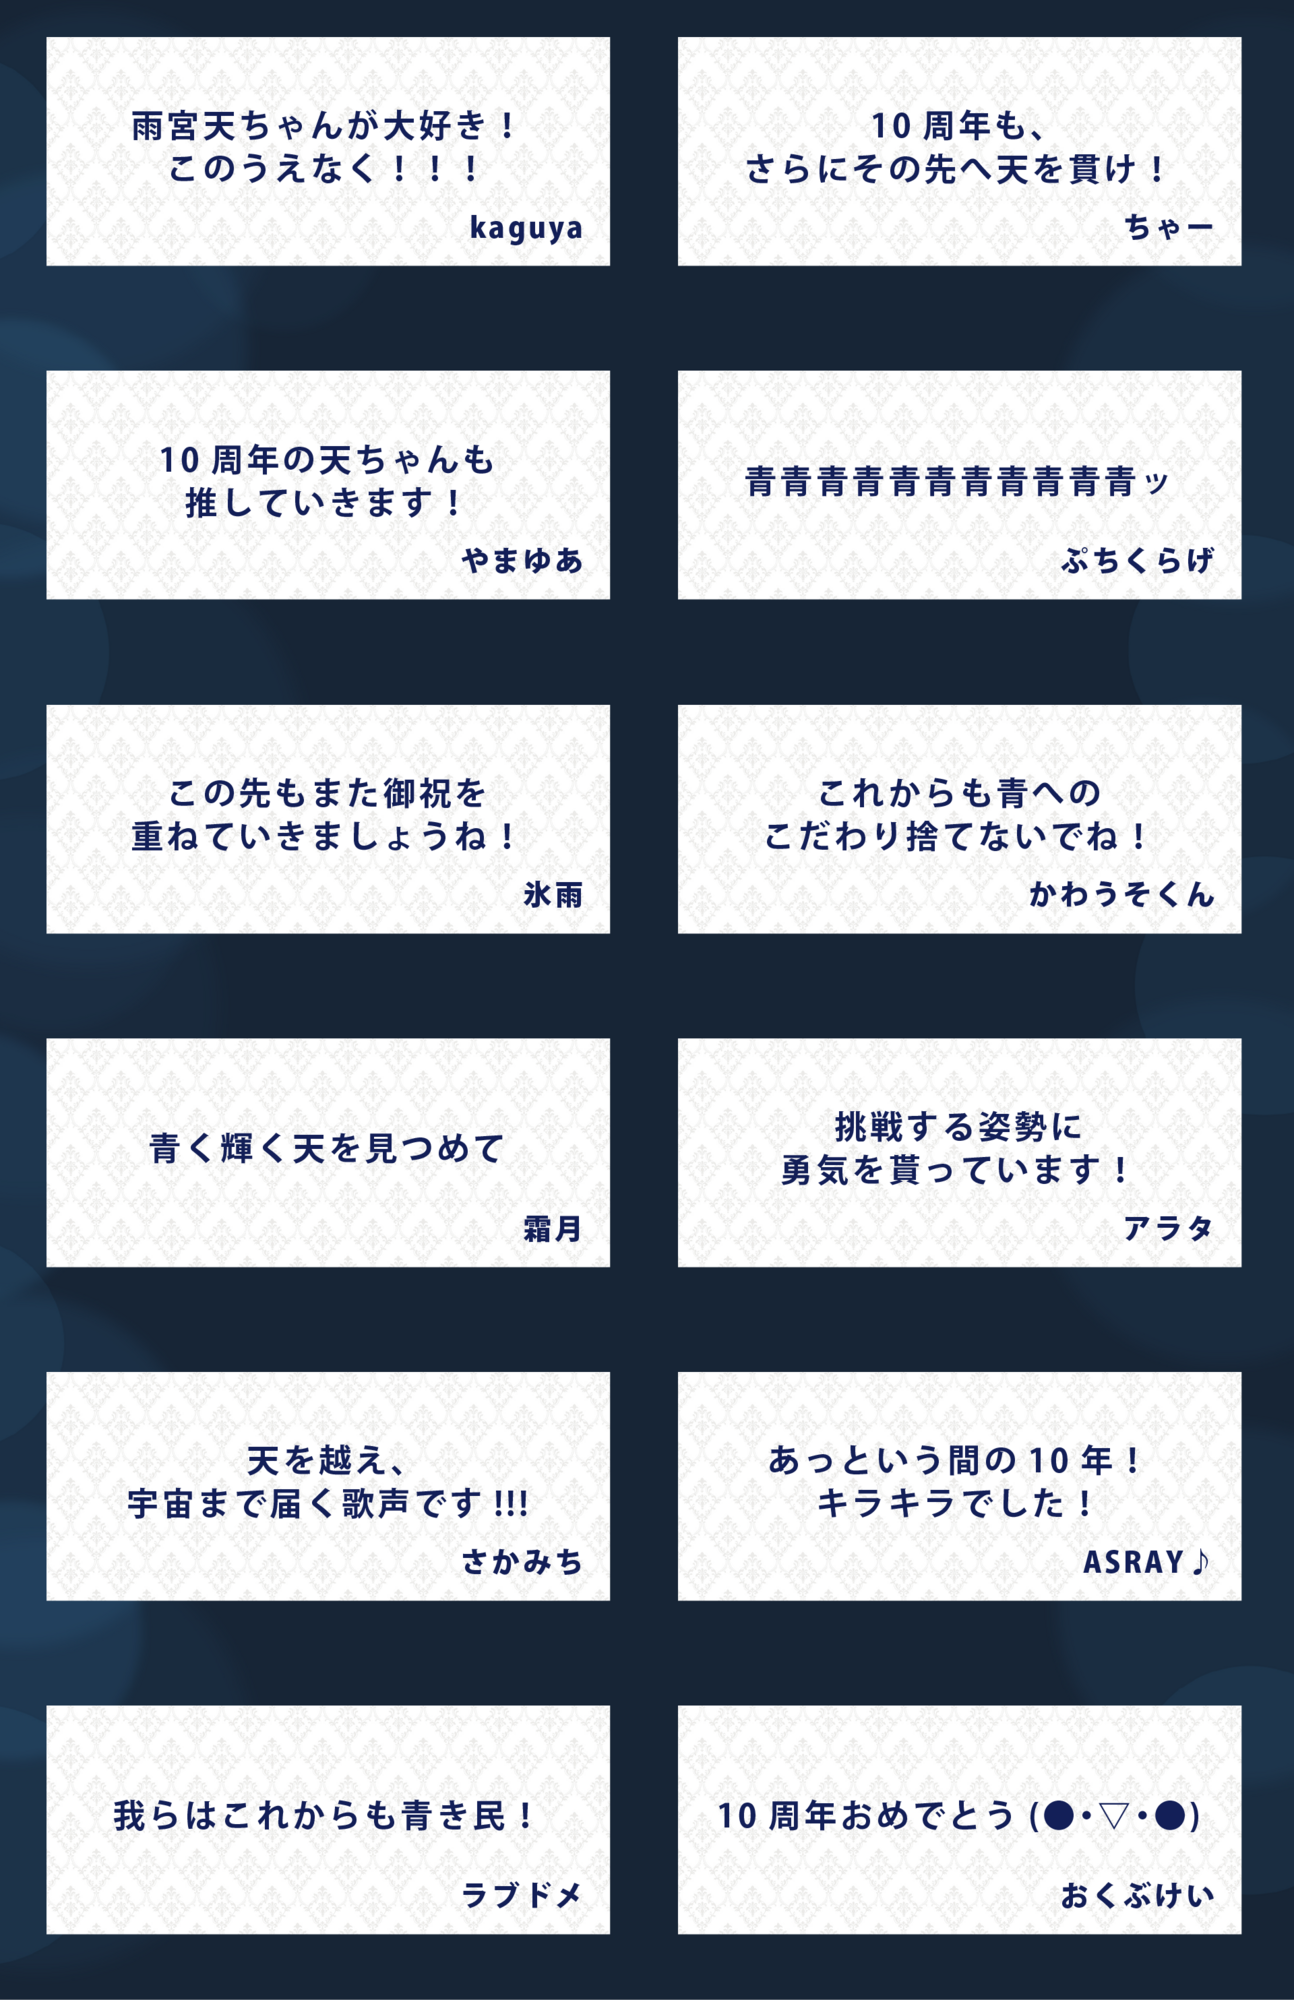 雨宮天ちゃんが大好き！
このうえなく！！！
kaguya
10 周年も、
さらにその先へ天を貫け！
ちゃー
10 周年の天ちゃんも
推していきます！
やまゆあ
青青青青青青青青青青青ッ
ぷちくらげ
この先もまた御祝を
重ねていきましょうね！
氷雨
これからも青への
こだわり捨てないでね！
かわうそくん
青く輝く天を見つめて
霜月
挑戦する姿勢に
勇気を貰っています！
アラタ
天を越え、
宇宙まで届く歌声です !!!
さかみち
あっという間の 10 年！
キラキラでした！
ASRAY♪
我らはこれからも青き民！
ラブドメ
10 周年おめでとう (●・▽・●)
おくぶけい